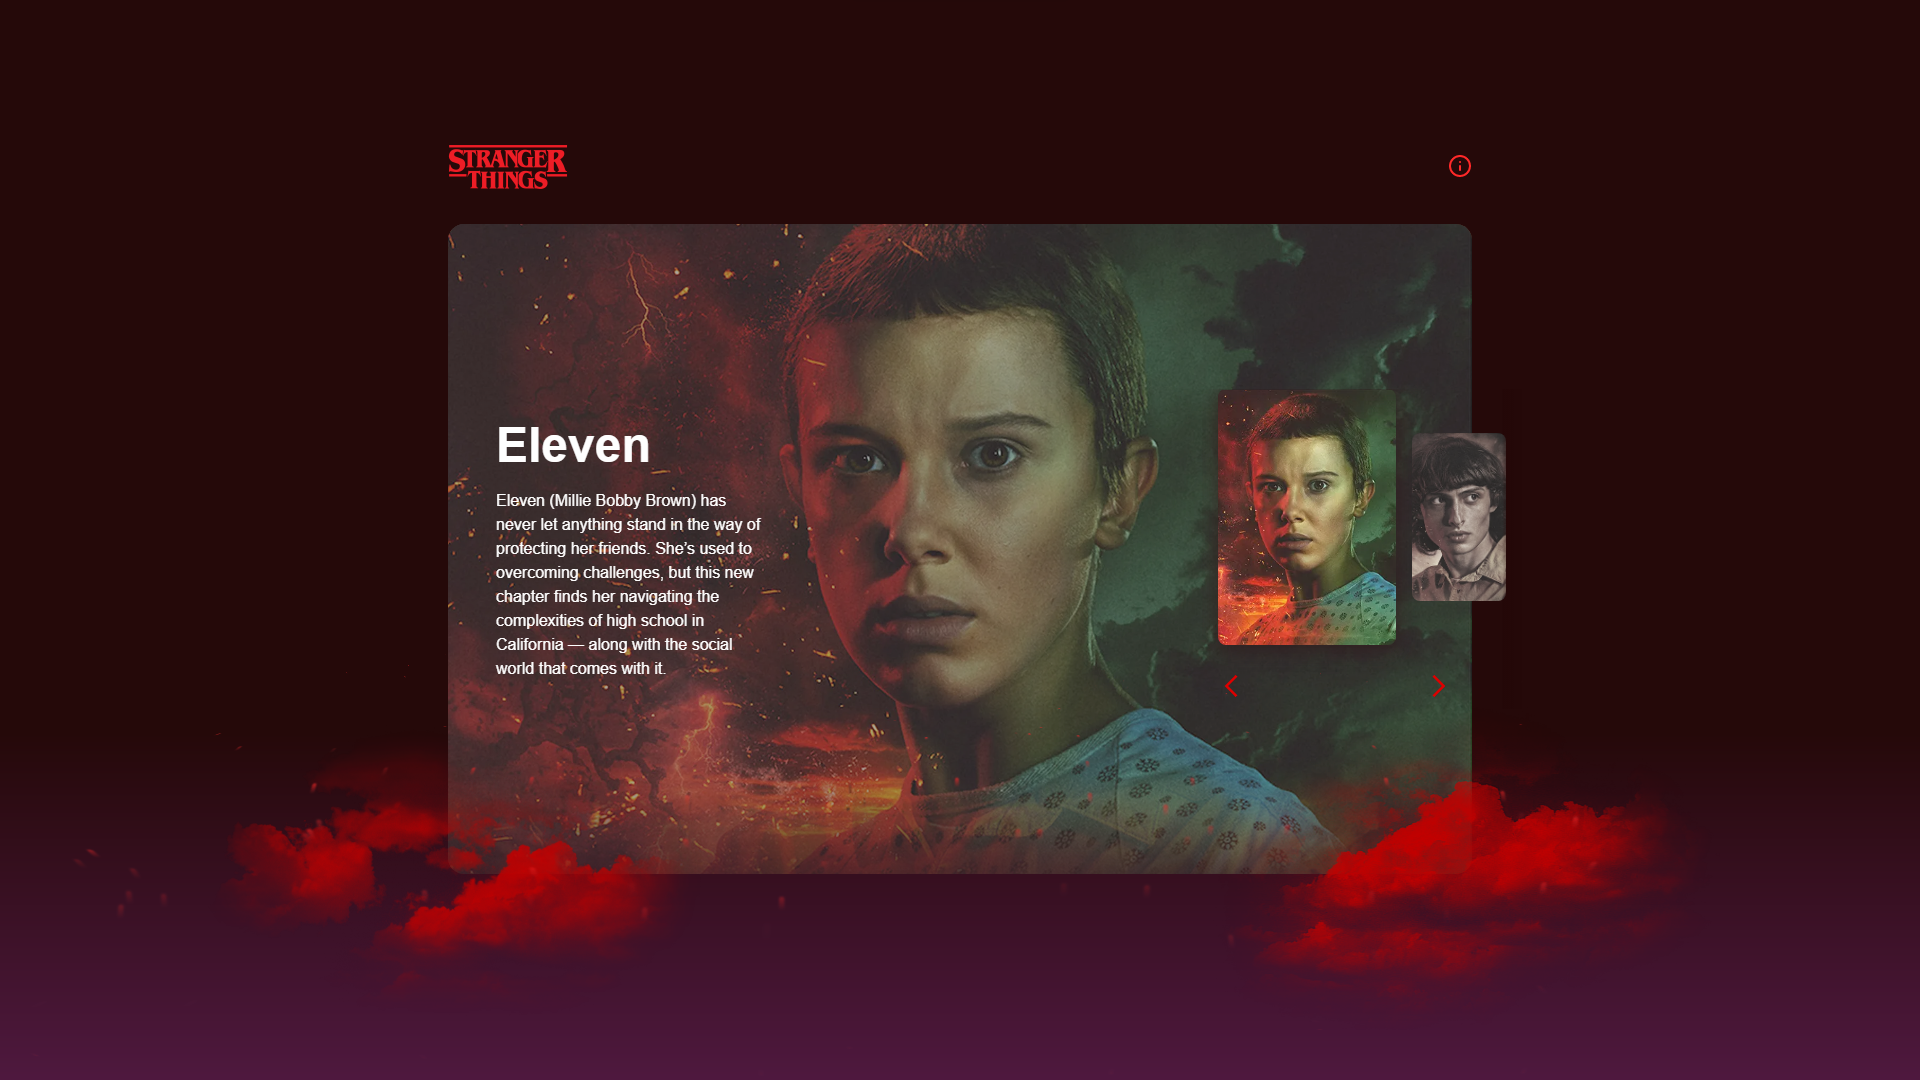 STRANGER
THINGS
Eleven
Eleven (Millie Bobby Brown) has
never let anything stand in the way of
protecting her friends. She’s used to
overcoming challenges, but this new
chapter finds her navigating the
complexities of high school in
California — along with the social
world that comes with it.